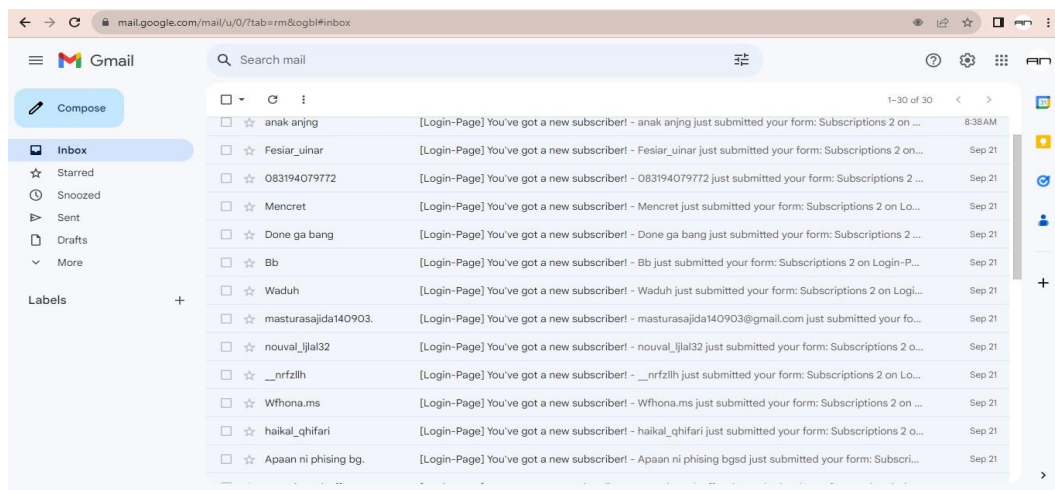 mail.google.com/mail/u/0/?tab=rm&ogbl#inbox
Gmail
Search mail
Compose
1–30 of 30
Inbox
Starred
Snoozed
Sent
Drafts
More
Labels
anak anjng [Login-Page] You've got a new subscriber! - anak anjng just submitted your form: Subscriptions 2 on ... 8:38 AM
Fesiar_uinar [Login-Page] You've got a new subscriber! - Fesiar_uinar just submitted your form: Subscriptions 2 on... Sep 21
083194079772 [Login-Page] You've got a new subscriber! - 083194079772 just submitted your form: Subscriptions 2 ... Sep 21
Mencret [Login-Page] You've got a new subscriber! - Mencret just submitted your form: Subscriptions 2 on Lo... Sep 21
Done ga bang [Login-Page] You've got a new subscriber! - Done ga bang just submitted your form: Subscriptions 2 ... Sep 21
Bb [Login-Page] You've got a new subscriber! - Bb just submitted your form: Subscriptions 2 on Login-P... Sep 21
Waduh [Login-Page] You've got a new subscriber! - Waduh just submitted your form: Subscriptions 2 on Logi... Sep 21
masturasajida140903. [Login-Page] You've got a new subscriber! - masturasajida140903@gmail.com just submitted your fo... Sep 21
nouval_ljlal32 [Login-Page] You've got a new subscriber! - nouval_ljlal32 just submitted your form: Subscriptions 2 o... Sep 21
__nrfzllh [Login-Page] You've got a new subscriber! - __nrfzllh just submitted your form: Subscriptions 2 on Lo... Sep 21
Wfhona.ms [Login-Page] You've got a new subscriber! - Wfhona.ms just submitted your form: Subscriptions 2 on ... Sep 21
haikal_qhifari [Login-Page] You've got a new subscriber! - haikal_qhifari just submitted your form: Subscriptions 2 o... Sep 21
Apaan ni phising bg. [Login-Page] You've got a new subscriber! - Apaan ni phising bgsd just submitted your form: Subscri... Sep 21